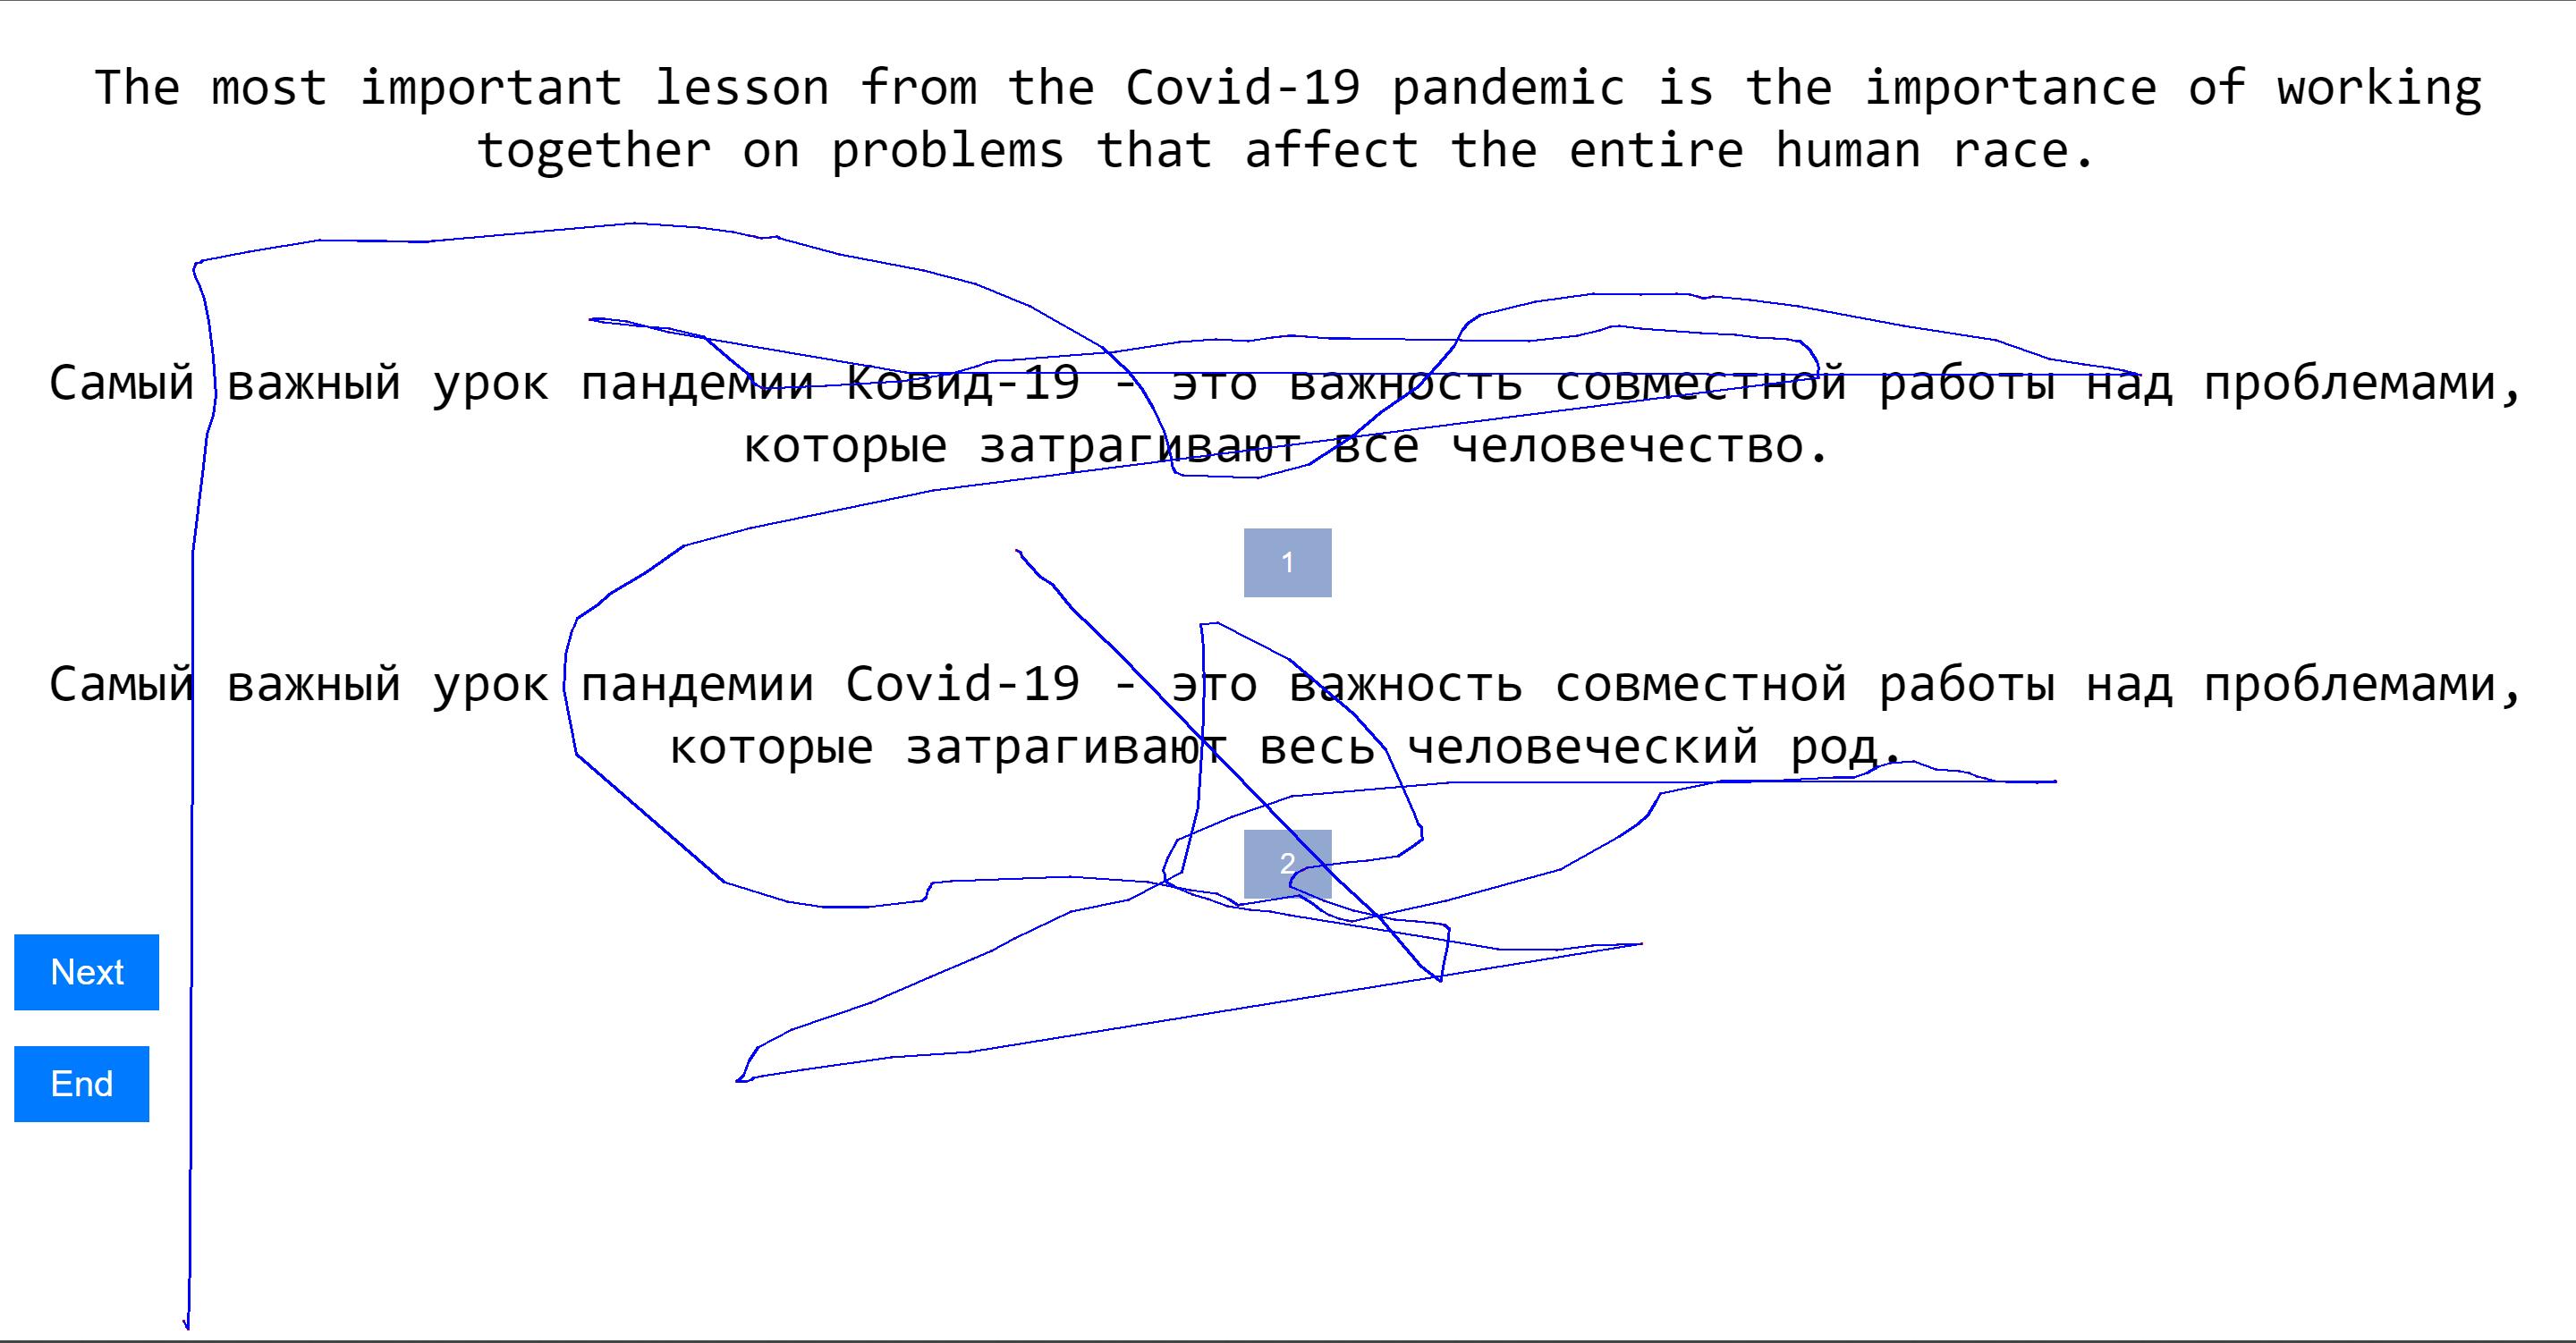 The most important lesson from the Covid-19 pandemic is the importance of working
together on problems that affect the entire human race.
Самый важный урок пандемии Ковид-19 - это важность совместной работы над проблемами,
которые затрагивают все человечество.
1
Самый важный урок пандемии Covid-19 - это важность совместной работы над проблемами,
которые затрагивают весь человеческий род.
2
Next
End